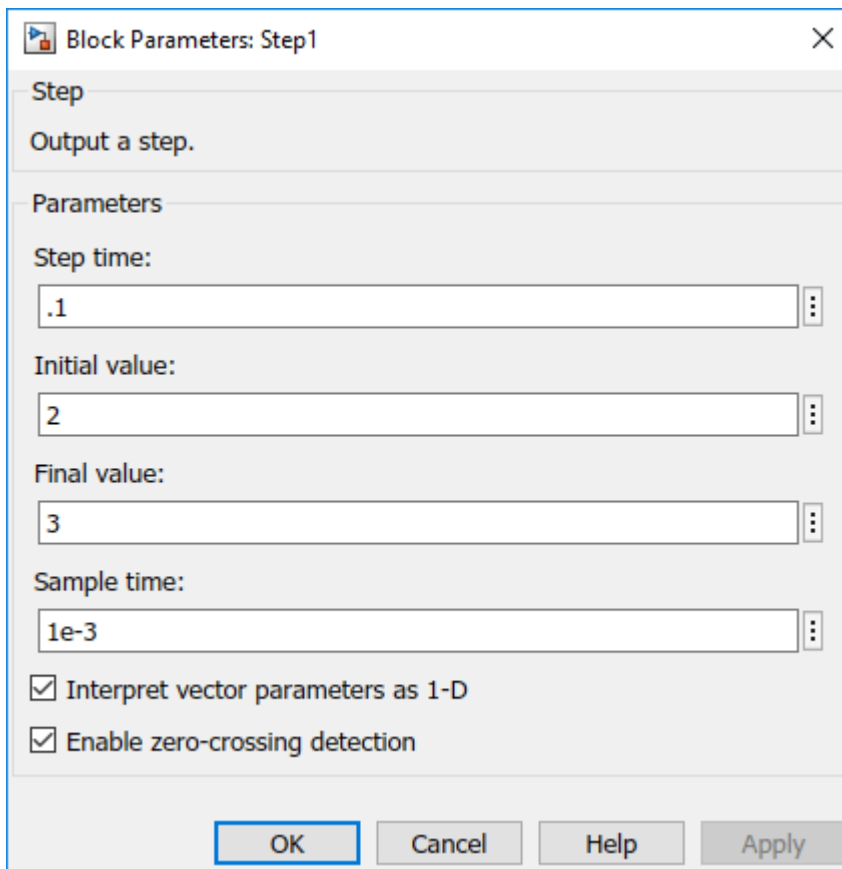 Block Parameters: Step1
Step
Output a step.
Parameters
Step time:
.1
Initial value:
2
Final value:
3
Sample time:
1e-3
Interpret vector parameters as 1-D
Enable zero-crossing detection
OK Cancel Help Apply